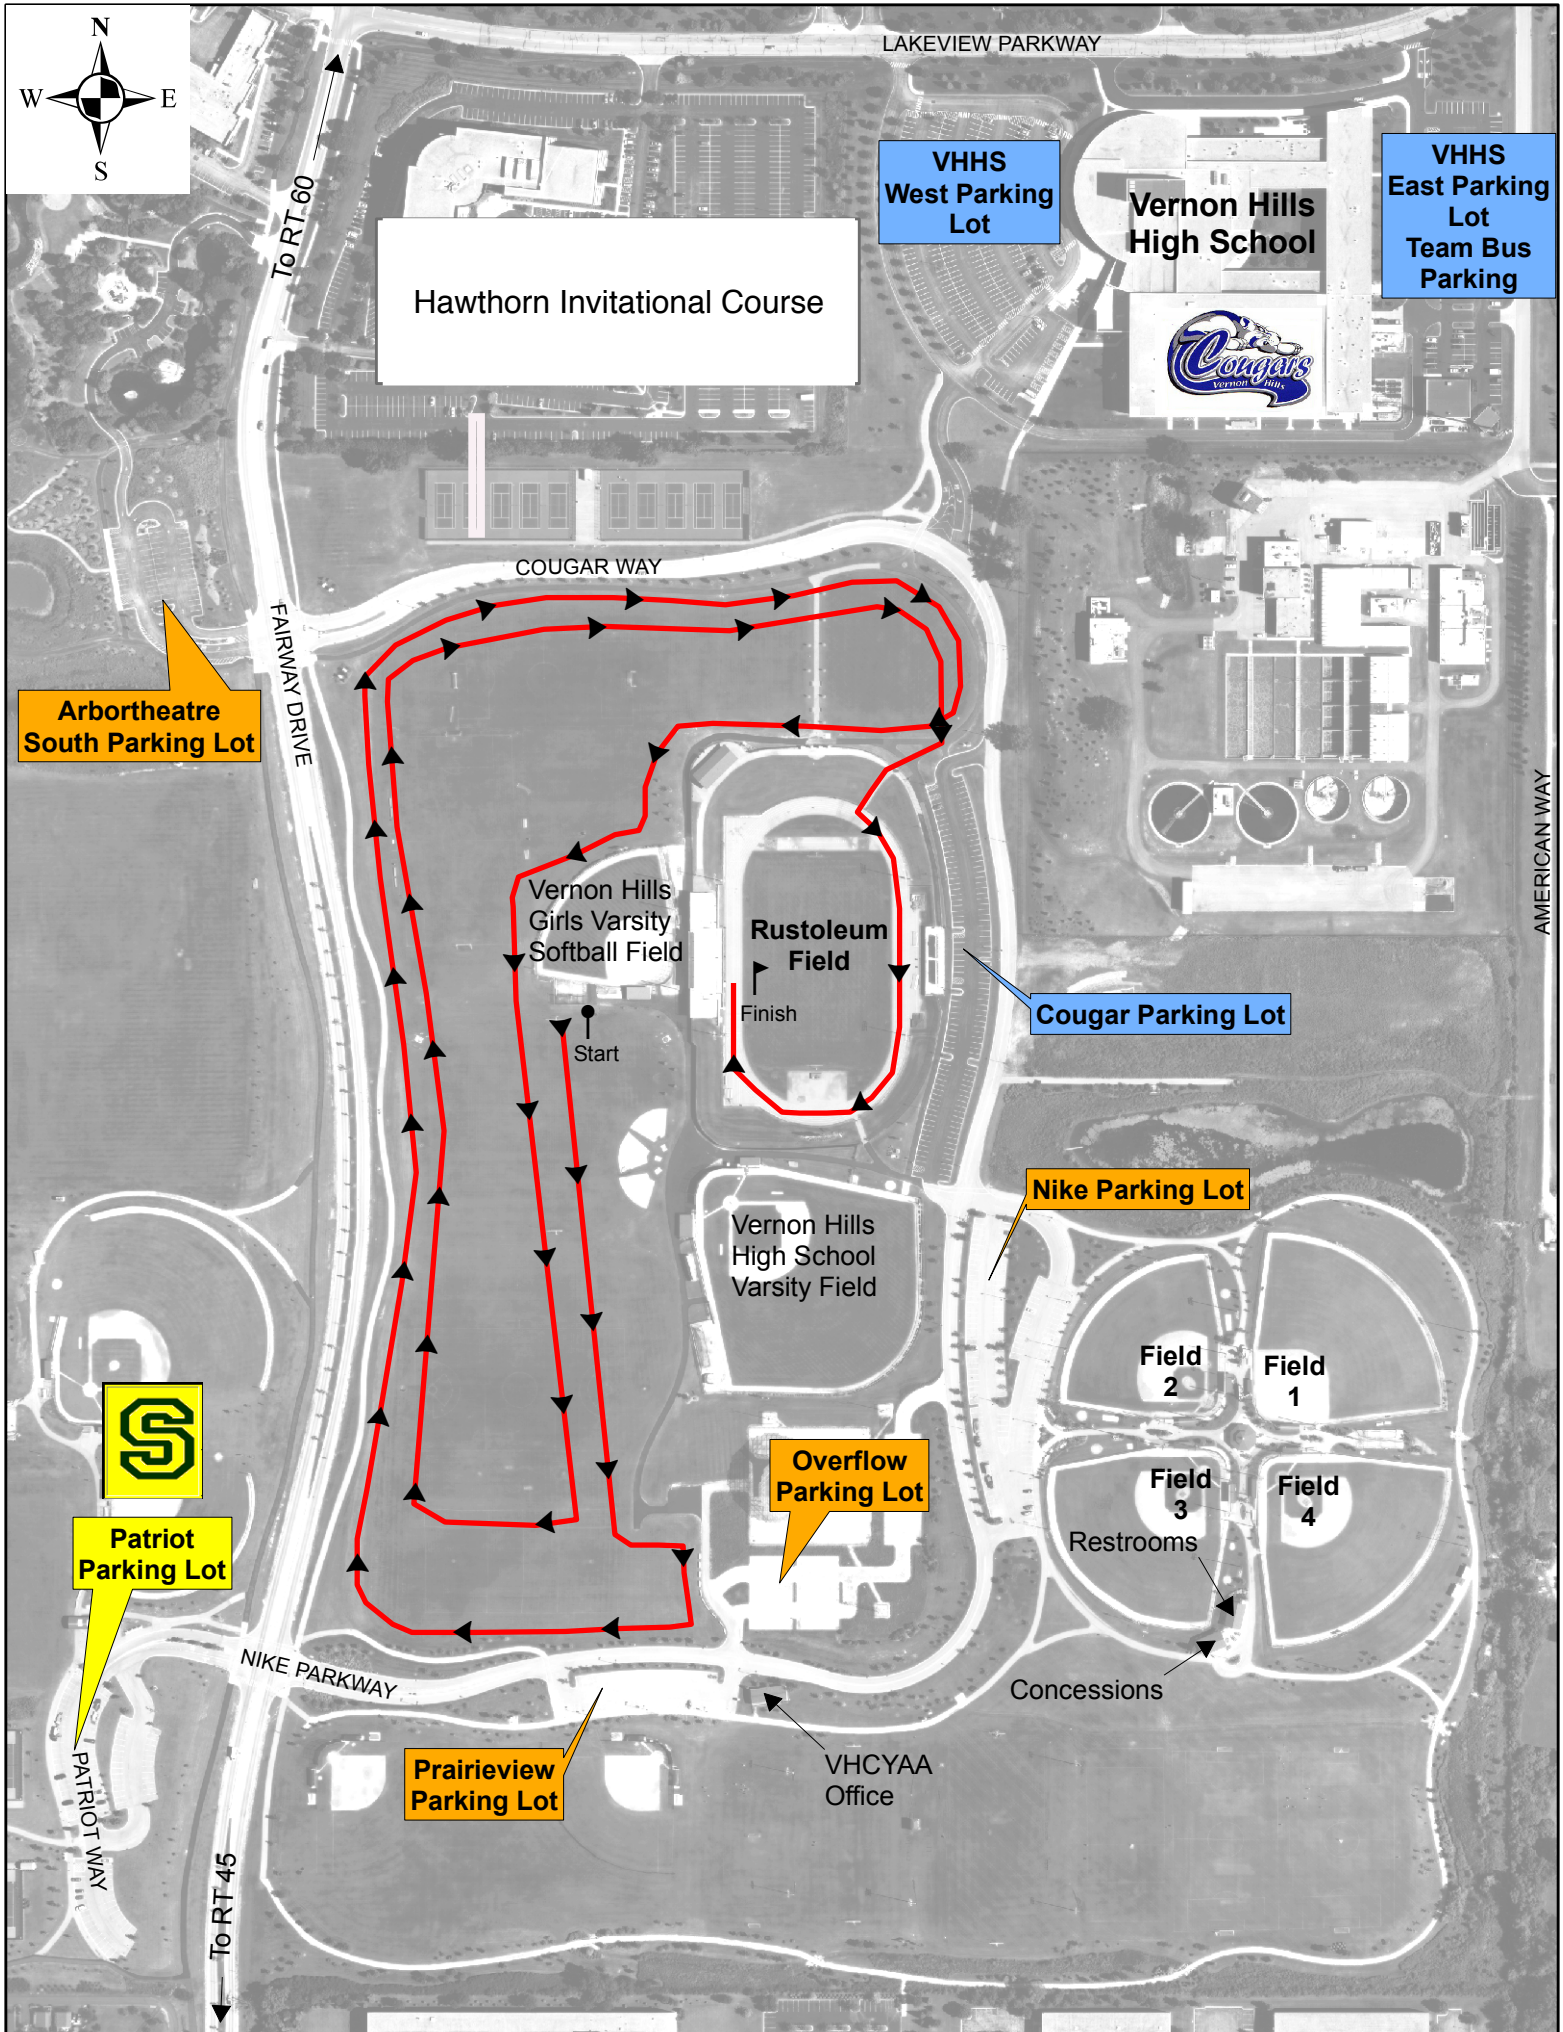 N
W
E
S
LAKEVIEW PARKWAY
To RT 60
Hawthorn Invitational Course
VHHS
West Parking
Lot
Vernon Hills
High School
VHHS
East Parking
Lot
Team Bus
Parking
Cougars
Vernon Hills
COUGAR WAY
FAIRWAY DRIVE
Arbortheatre
South Parking Lot
AMERICAN WAY
Vernon Hills
Girls Varsity
Softball Field
Rustoleum
Field
Finish
Start
Cougar Parking Lot
Nike Parking Lot
Vernon Hills
High School
Varsity Field
Field
2
Field
1
S
Overflow
Parking Lot
Field
3
Field
4
Restrooms
Patriot
Parking Lot
NIKE PARKWAY
Concessions
PATRIOT WAY
Prairieview
Parking Lot
VHCYAA
Office
To RT 45